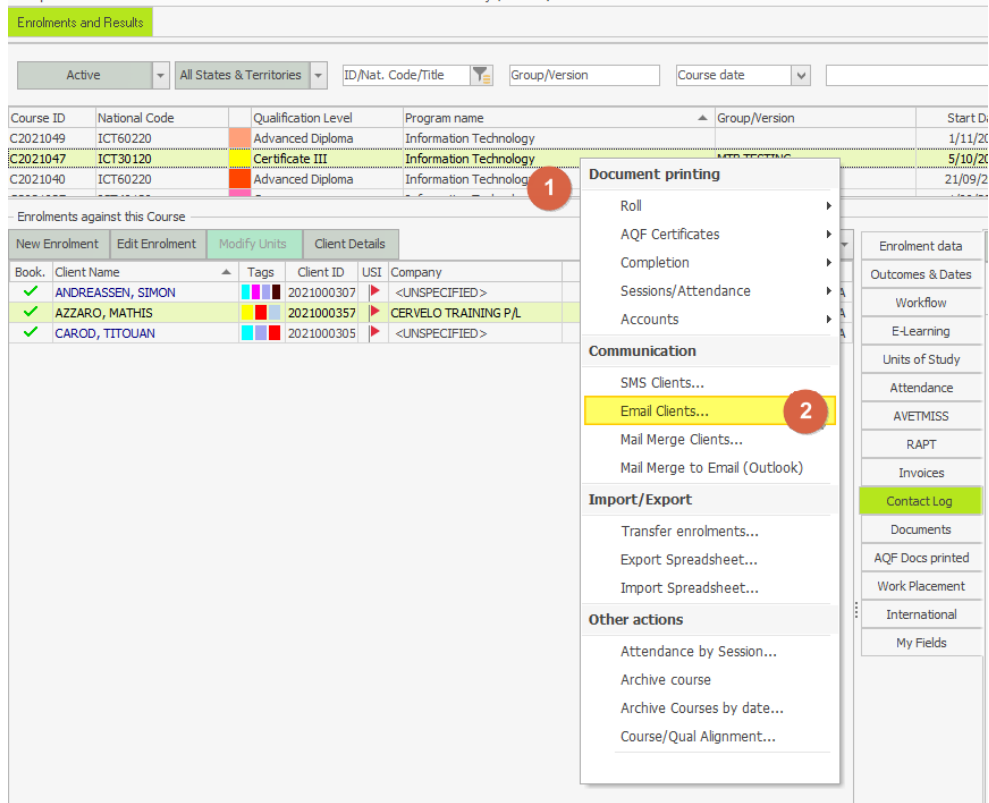 Enrolments and Results
Active All States & Territories ID/Nat. Code/Title Group/Version Course date
Course ID National Code Qualification Level Program name Group/Version Start Da
C2021049 ICT60220 Advanced Diploma Information Technology 1/11/20
C2021047 ICT30120 Certificate III Information Technology MTB TESTING 5/10/20
C2021040 ICT60220 Advanced Diploma Information Technolog 21/09/2
1
Enrolments against this Course
New Enrolment Edit Enrolment Modify Units Client Details
Book. Client Name Tags Client ID USI Company
ANDREASSEN, SIMON 2021000307 <UNSPECIFIED> A
AZZARO, MATHIS 2021000357 CERVELO TRAINING P/L A
CAROD, TITOUAN 2021000305 <UNSPECIFIED> A
Document printing
Roll
AQF Certificates
Completion
Sessions/Attendance
Accounts
Communication
SMS Clients...
Email Clients... 2
Mail Merge Clients...
Mail Merge to Email (Outlook)
Import/Export
Transfer enrolments...
Export Spreadsheet...
Import Spreadsheet...
Other actions
Attendance by Session...
Archive course
Archive Courses by date...
Course/Qual Alignment...
Enrolment data
Outcomes & Dates
Workflow
E-Learning
Units of Study
Attendance
AVETMISS
RAPT
Invoices
Contact Log
Documents
AQF Docs printed
Work Placement
International
My Fields